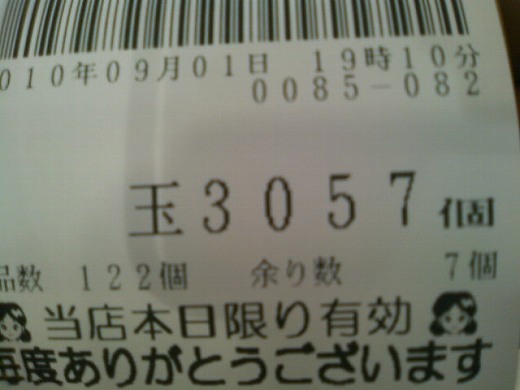 010年09月01日 19時10分
0085-082
玉3057個
品数 122個 余り数 7個
当店本日限り有効
毎度ありがとうございます